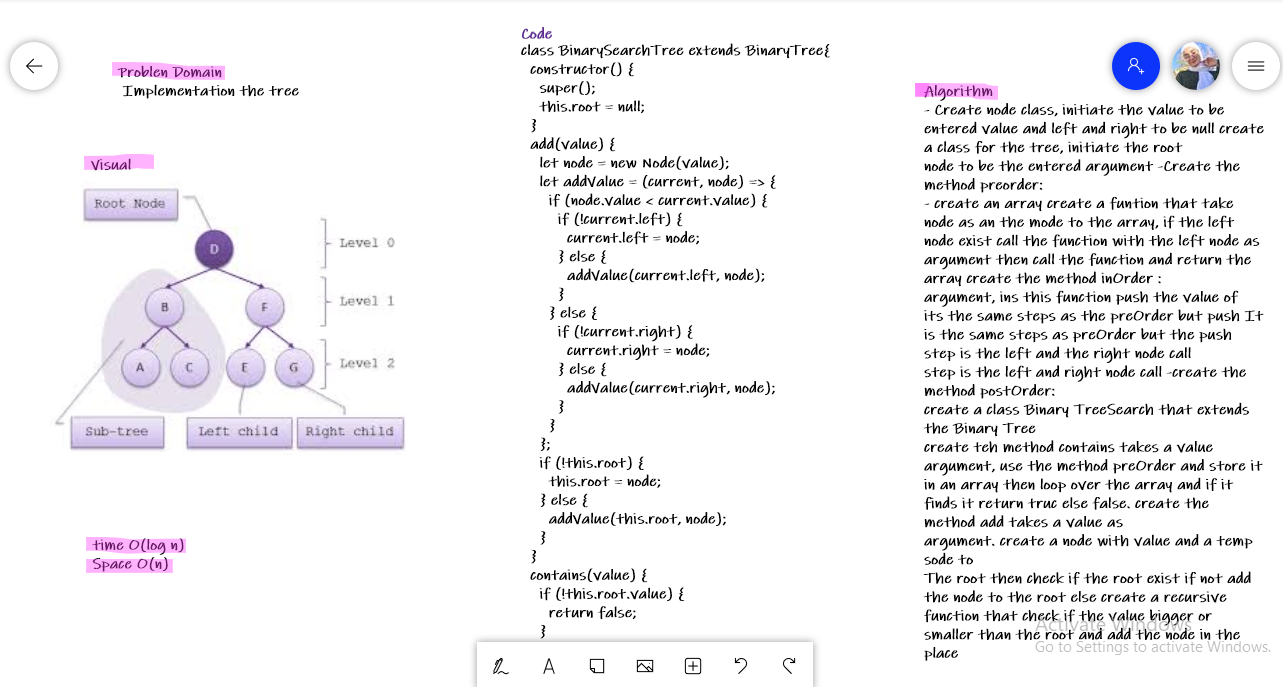 Problen Domain
Implementation the tree
Visual
Root Node
D
Level 0
B
F
Level 1
A
C
E
G
Level 2
Sub-tree
Left child
Right child
time O(log n)
Space O(n)
Code
class BinarySearchTree extends BinaryTree{
constructor() {
super();
this.root = null;
}
add(value) {
let node = new Node(value);
let addValue = (current, node) => {
if (node.value < current.value) {
if (!current.left) {
current.left = node;
} else {
addValue(current.left, node);
}
} else {
if (!current.right) {
current.right = node;
} else {
addValue(current.right, node);
}
}
};
if (!this.root) {
this.root = node;
} else {
addValue(this.root, node);
}
}
contains(value) {
if (!this.root.value) {
return false;
}
Algorithm
- Create node class, initiate the value to be
entered value and left and right to be null create
a class for the tree, initiate the root
node to be the entered argument -Create the
method preorder:
- create an array create a funtion that take
node as an the mode to the array, if the left
node exist call the function with the left node as
argument then call the function and return the
array create the method inOrder :
argument, ins this function push the value of
its the same steps as the preOrder but push It
is the same steps as preOrder but the push
step is the left and the right node call
step is the left and right node call -create the
method postOrder:
create a class Binary TreeSearch that extends
the Binary Tree
create teh method contains takes a value
argument, use the method preOrder and store it
in an array then loop over the array and if it
finds it return truc else false. create the
method add takes a value as
argument. create a node with value and a temp
sode to
The root then check if the root exist if not add
the node to the root else create a recursive
function that check if the value bigger or
smaller than the root and add the node in the
place
Activate Windows
Go to Settings to activate Windows.
A